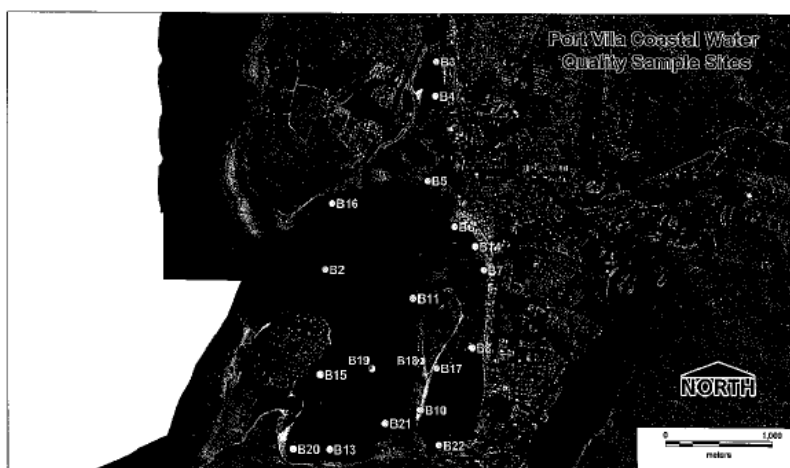 Port Vila Coastal Water
Quality Sample Sites
B3
B4
B5
B16
B6
B14
B2
B7
B11
B8
B19
B18
B17
B15
B10
B21
B20
B13
B22
NORTH
0
1,000
meters